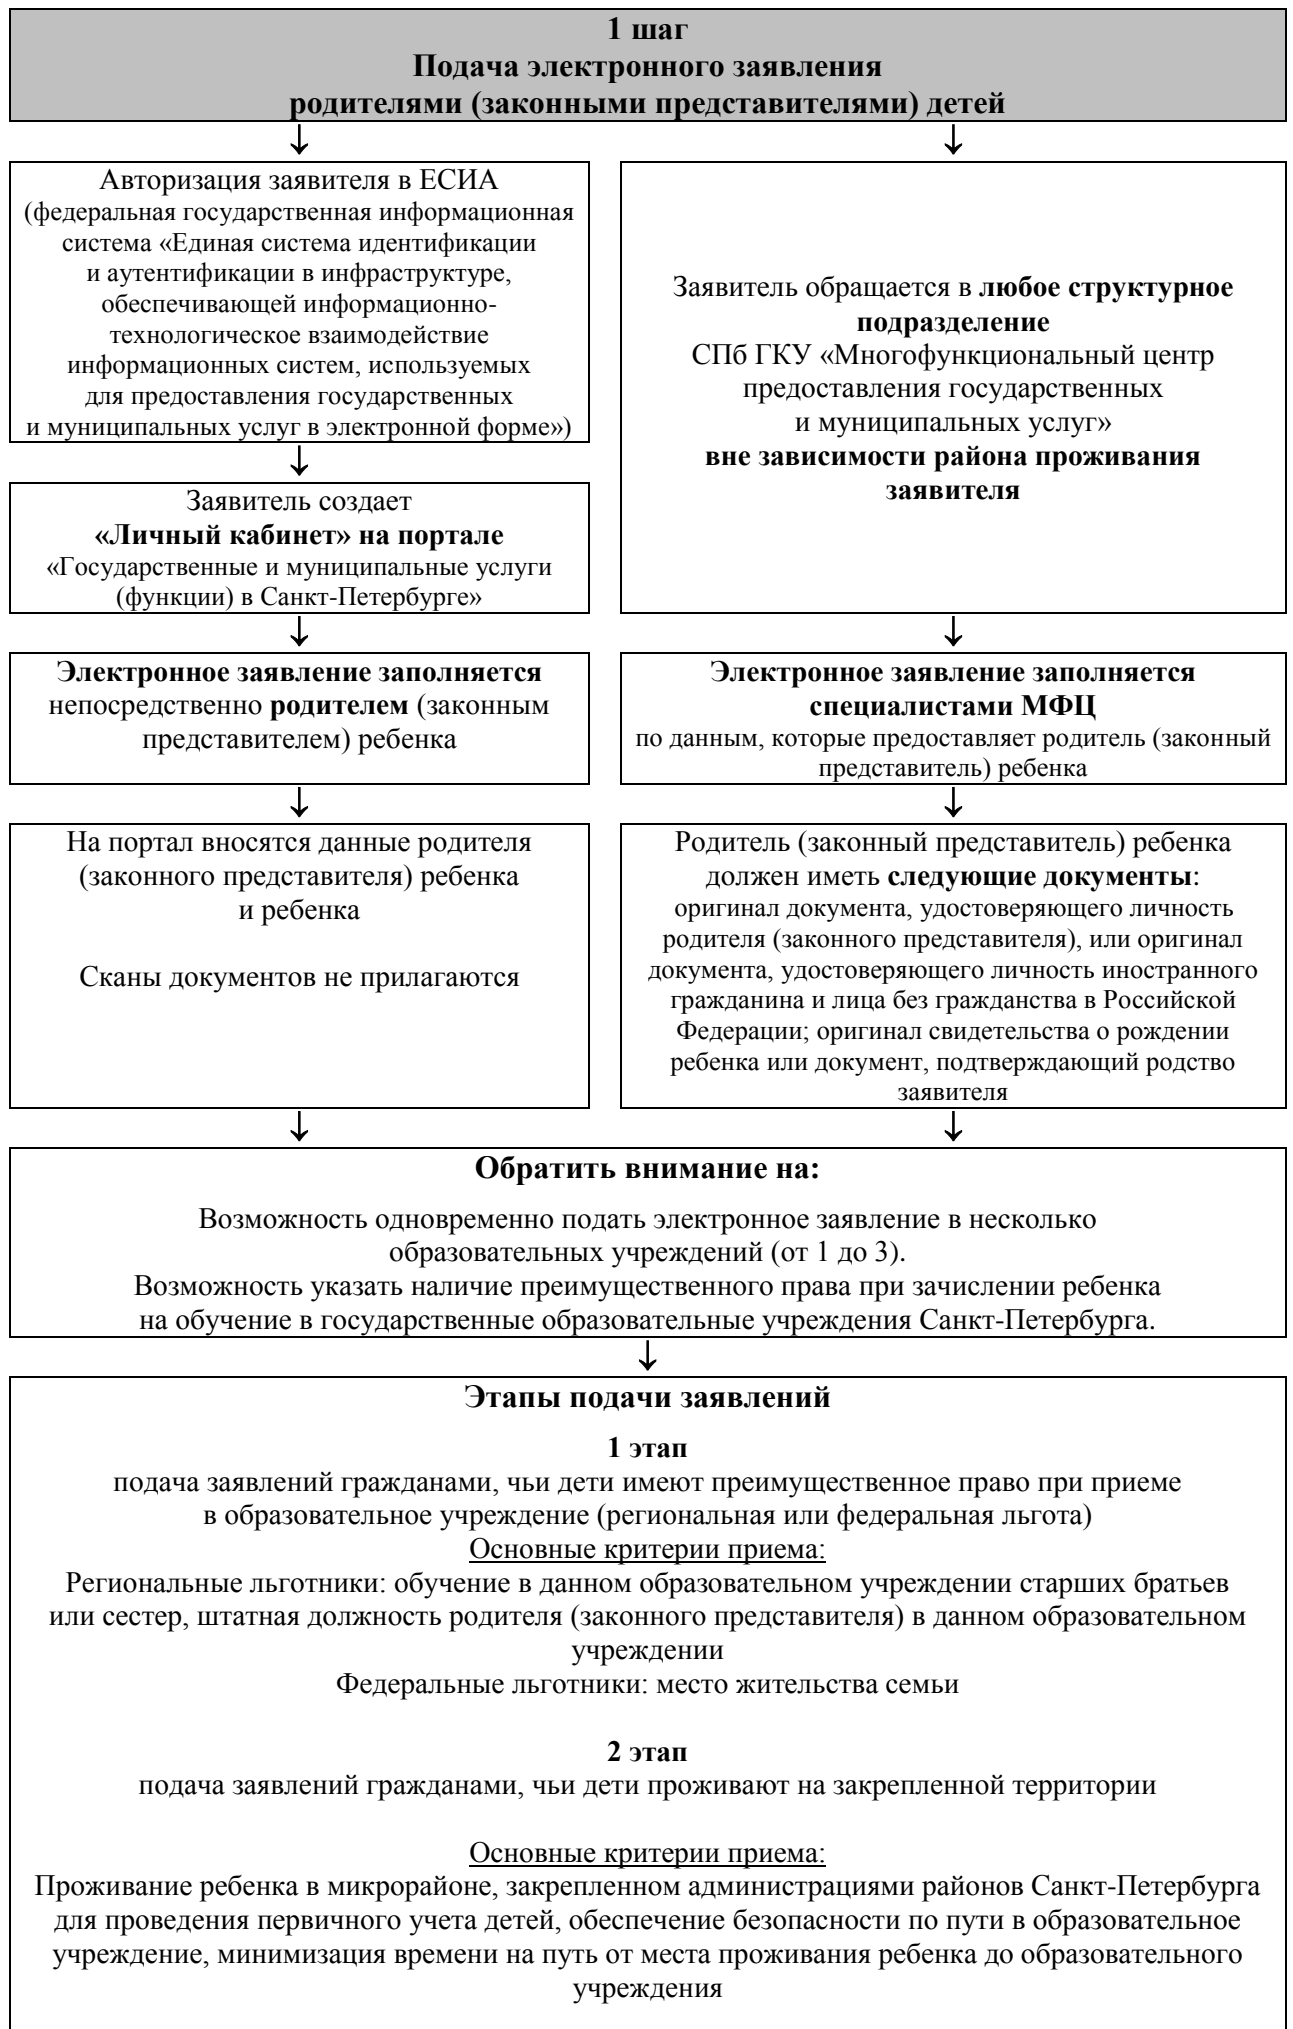 1 шаг
Подача электронного заявления
родителями (законными представителями) детей
↓
↓
Авторизация заявителя в ЕСИА
(федеральная государственная информационная
система «Единая система идентификации
и аутентификации в инфраструктуре,
обеспечивающей информационно-
технологическое взаимодействие
информационных систем, используемых
для предоставления государственных
и муниципальных услуг в электронной форме»)
Заявитель обращается в любое структурное
подразделение
СПб ГКУ «Многофункциональный центр
предоставления государственных
и муниципальных услуг»
вне зависимости района проживания
заявителя
↓
Заявитель создает
«Личный кабинет» на портале
«Государственные и муниципальные услуги
(функции) в Санкт-Петербурге»
↓
↓
Электронное заявление заполняется
непосредственно родителем (законным
представителем) ребенка
Электронное заявление заполняется
специалистами МФЦ
по данным, которые предоставляет родитель (законный
представитель) ребенка
↓
↓
На портал вносятся данные родителя
(законного представителя) ребенка
и ребенка
Сканы документов не прилагаются
Родитель (законный представитель) ребенка
должен иметь следующие документы:
оригинал документа, удостоверяющего личность
родителя (законного представителя), или оригинал
документа, удостоверяющего личность иностранного
гражданина и лица без гражданства в Российской
Федерации; оригинал свидетельства о рождении
ребенка или документ, подтверждающий родство
заявителя
↓
↓
Обратить внимание на:
Возможность одновременно подать электронное заявление в несколько
образовательных учреждений (от 1 до 3).
Возможность указать наличие преимущественного права при зачислении ребенка
на обучение в государственные образовательные учреждения Санкт-Петербурга.
↓
Этапы подачи заявлений
1 этап
подача заявлений гражданами, чьи дети имеют преимущественное право при приеме
в образовательное учреждение (региональная или федеральная льгота)
Основные критерии приема:
Региональные льготники: обучение в данном образовательном учреждении старших братьев
или сестер, штатная должность родителя (законного представителя) в данном образовательном
учреждении
Федеральные льготники: место жительства семьи
2 этап
подача заявлений гражданами, чьи дети проживают на закрепленной территории
Основные критерии приема:
Проживание ребенка в микрорайоне, закрепленном администрациями районов Санкт-Петербурга
для проведения первичного учета детей, обеспечение безопасности по пути в образовательное
учреждение, минимизация времени на путь от места проживания ребенка до образовательного
учреждения